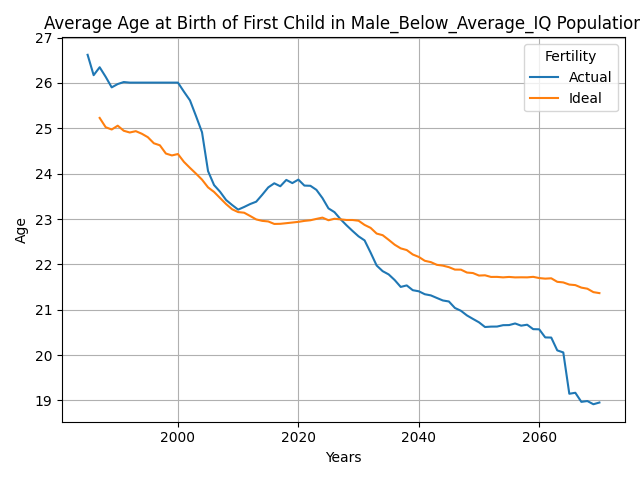 Average Age at Birth of First Child in Male_Below_Average_IQ Population
27
26
25
24
23
22
21
20
19
Age
2000 2020 2040 2060
Years
Fertility
Actual
Ideal